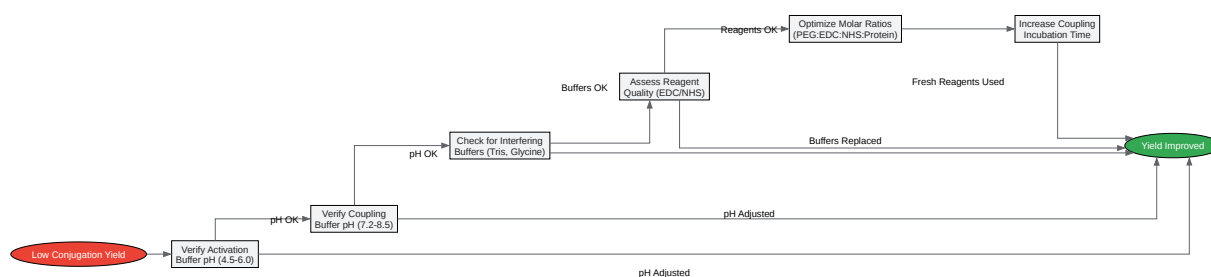 Low Conjugation Yield
Verify Activation
Buffer pH (4.5-6.0)
pH OK
Verify Coupling
Buffer pH (7.2-8.5)
pH OK
Check for Interfering
Buffers (Tris, Glycine)
Buffers OK
Assess Reagent
Quality (EDC/NHS)
Reagents OK
Optimize Molar Ratios
(PEG:EDC:NHS:Protein)
Increase Coupling
Incubation Time
Fresh Reagents Used
Buffers Replaced
Yield Improved
pH Adjusted
pH Adjusted